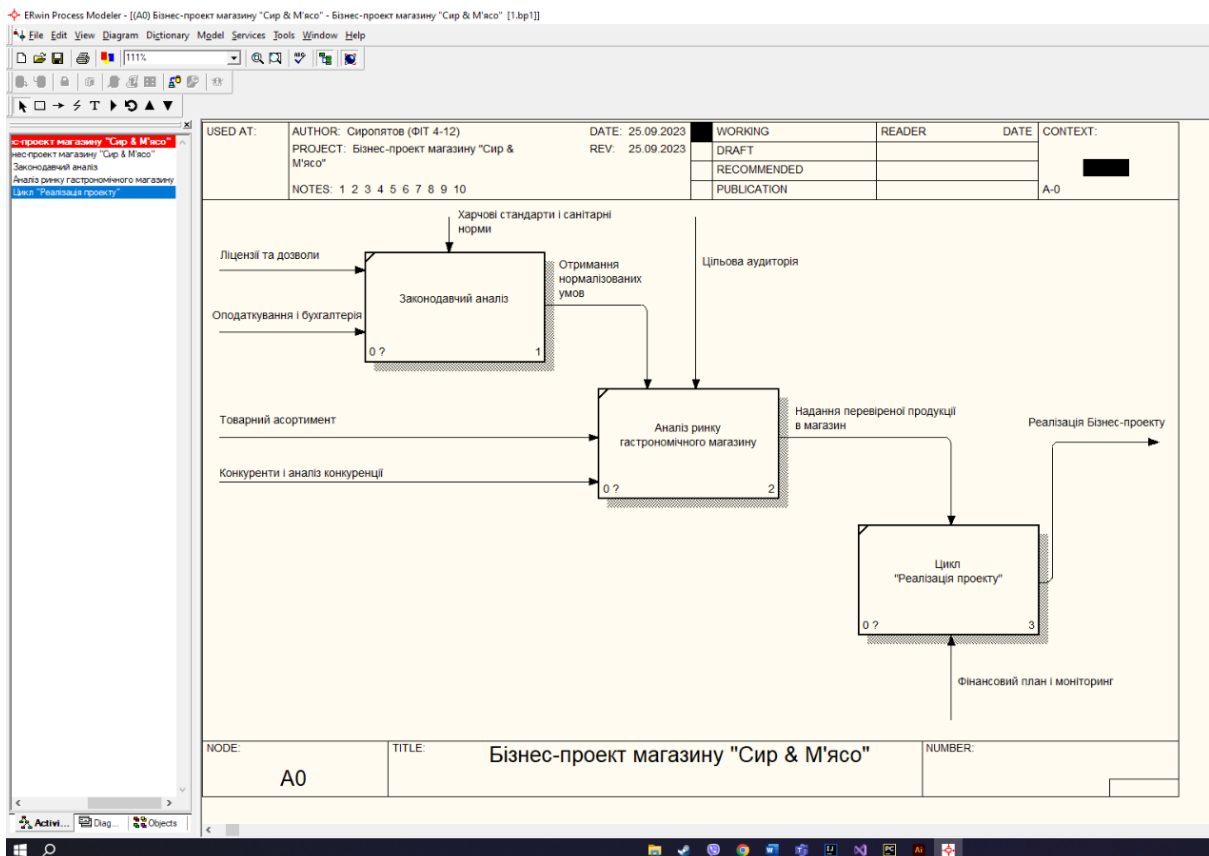 ERwin Process Modeler - [(A0) Бізнес-проект магазину "Сир & М'ясо" - Бізнес-проект магазину "Сир & М'ясо" [1.bp1]]
File Edit View Diagram Dictionary Model Services Tools Window Help
111%
с-проект магазину "Сир & М'ясо"
нес-проект магазину "Сир & М'ясо"
Законодавчий аналіз
Аналіз ринку гастрономічного магазину
Цикл "Реалізація проекту"
USED AT:
AUTHOR: Сиропятов (ФІТ 4-12)
DATE: 25.09.2023
PROJECT: Бізнес-проект магазину "Сир &
М'ясо"
REV: 25.09.2023
NOTES: 1 2 3 4 5 6 7 8 9 10
WORKING
DRAFT
RECOMMENDED
PUBLICATION
READER
DATE
CONTEXT:
A-0
Харчові стандарти і санітарні
норми
Ліцензії та дозволи
Оподаткування і бухгалтерія
Законодавчий аналіз
0 ?
1
Отримання
нормалізованих
умов
Цільова аудиторія
Товарний асортимент
Конкуренти і аналіз конкуренції
Аналіз ринку
гастрономічного магазину
0 ?
2
Надання перевіреної продукції
в магазин
Реалізація Бізнес-проекту
Цикл
"Реалізація проекту"
0 ?
3
Фінансовий план і моніторинг
NODE:
A0
TITLE:
Бізнес-проект магазину "Сир & М'ясо"
NUMBER:
Activi...
Diag...
Objects